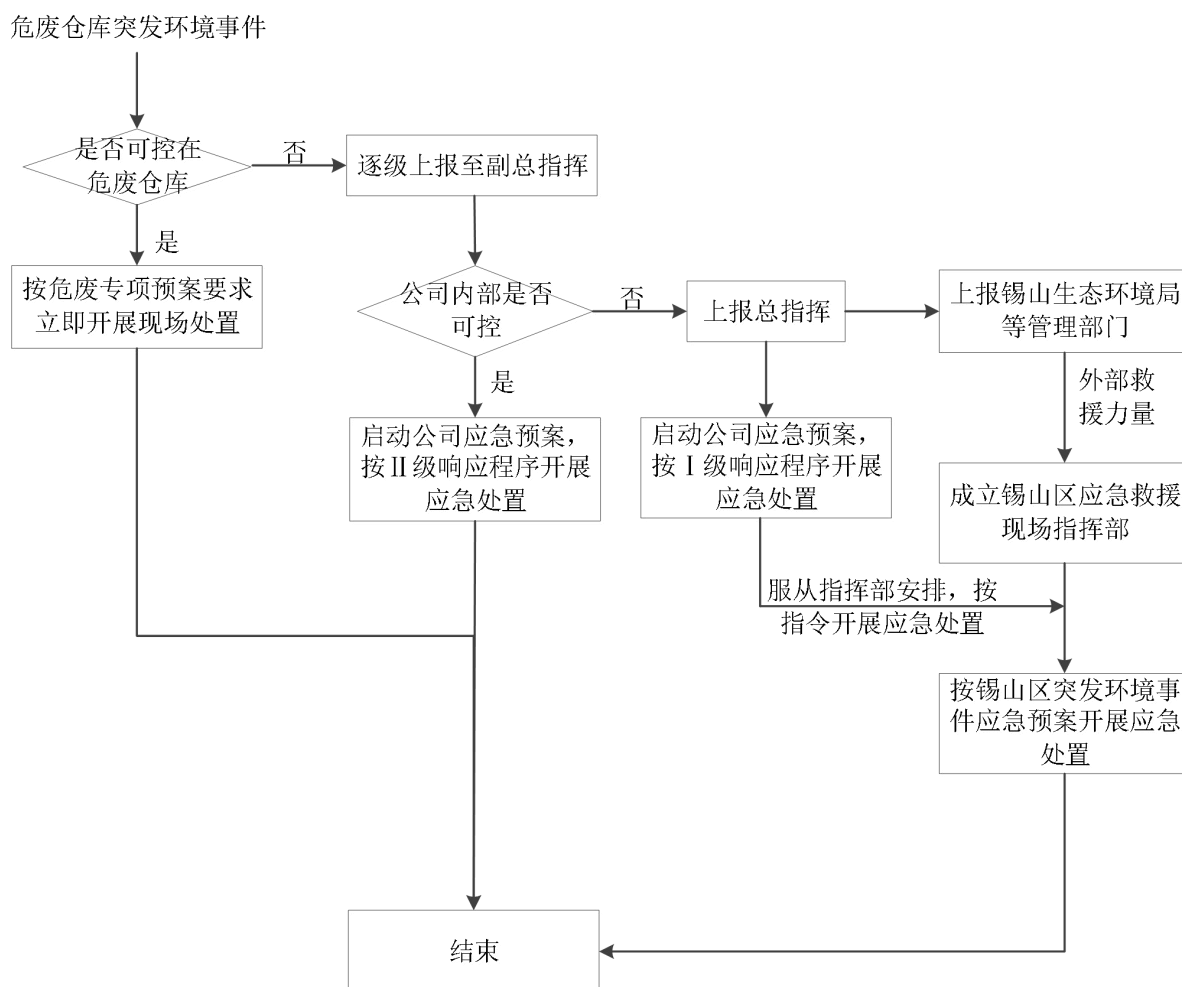 危废仓库突发环境事件
是否可控在
危废仓库
否
逐级上报至副总指挥
是
按危废专项预案要求
立即开展现场处置
公司内部是否
可控
否
上报总指挥
上报锡山生态环境局
等管理部门
是
外部救
援力量
启动公司应急预案，
按Ⅱ级响应程序开展
应急处置
启动公司应急预案，
按Ⅰ级响应程序开展
应急处置
成立锡山区应急救援
现场指挥部
服从指挥部安排，按
指令开展应急处置
按锡山区突发环境事
件应急预案开展应急
处置
结束